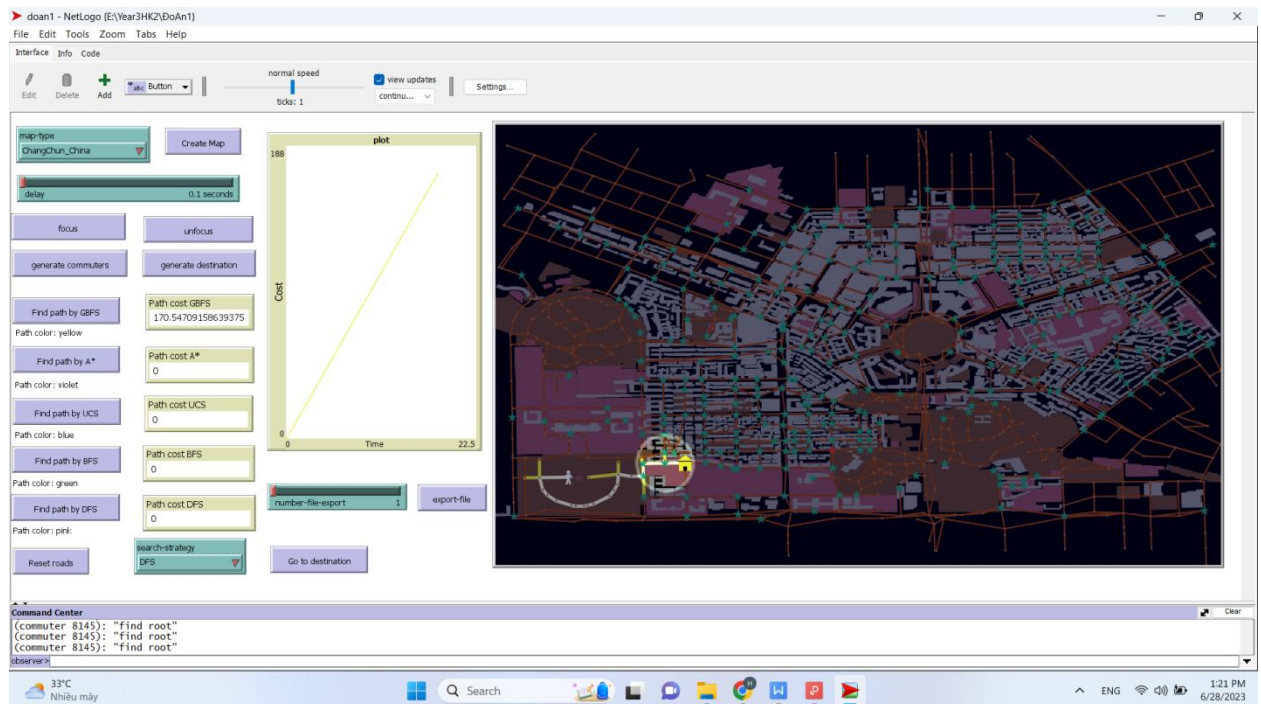 doan1 - NetLogo {E:\Year3HK2\ĐoAn1}
File Edit Tools Zoom Tabs Help
Interface Info Code
Edit Delete Add
abc Button
normal speed
ticks: 1
view updates
continu...
Settings...
map-type
ChangChun_China
Create Map
delay 0.1 seconds
focus
unfocus
generate commuters
generate destination
Find path by GBFS
Path color: yellow
Path cost GBFS
170.54709158639375
Find path by A*
Path color: violet
Path cost A*
0
Find path by UCS
Path color: blue
Path cost UCS
0
Find path by BFS
Path color: green
Path cost BFS
0
Find path by DFS
Path color: pink
Path cost DFS
0
Reset roads
search-strategy
DFS
Go to destination
plot
188
Cost
0
0 Time 22.5
number-file-export 1
export-file
Command Center
Clear
(commuter 8145): "find root"
(commuter 8145): "find root"
(commuter 8145): "find root"
observer>
33°C
Nhiều mây
Search
ENG
1:21 PM
6/28/2023